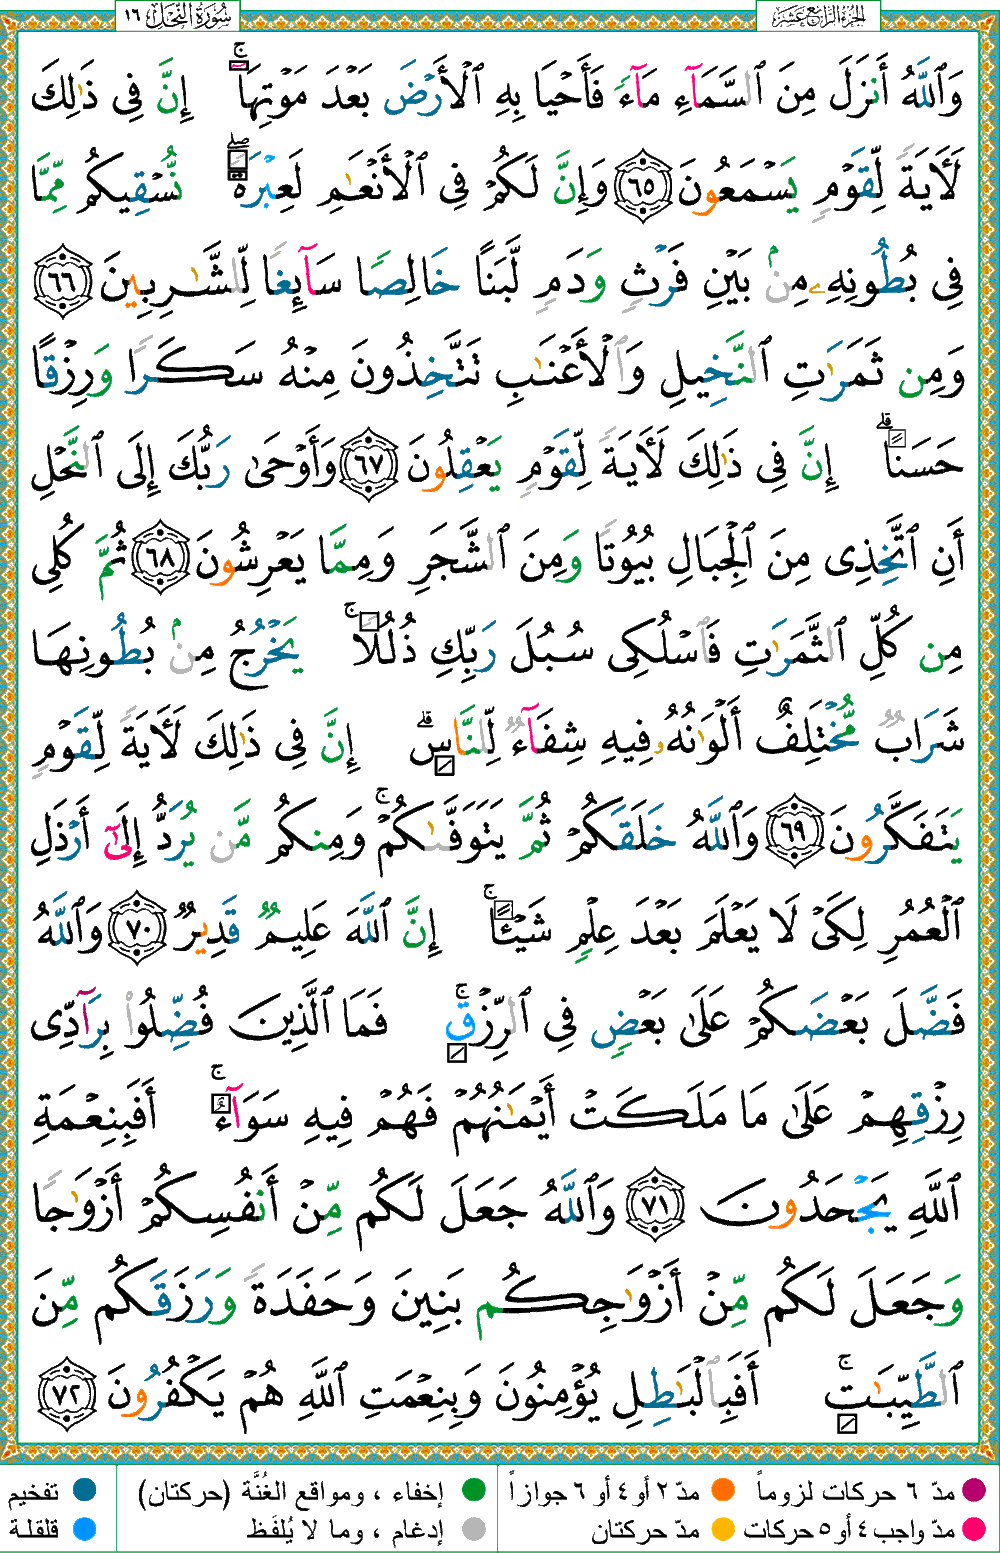 الجزء الرابع عشر
سورة النحل ١٦
وَٱللَّهُ أَنزَلَ مِنَ ٱلسَّمَآءِ مَآءً فَأَحْيَا بِهِ ٱلْأَرْضَ بَعْدَ مَوْتِهَآ ۚ إِنَّ فِى ذَٰلِكَ
لَءَايَةً لِّقَوْمٍ يَسْمَعُونَ ﴿٦٥﴾ وَإِنَّ لَكُمْ فِى ٱلْأَنْعَٰمِ لَعِبْرَةً ۖ نُّسْقِيكُم مِّمَّا
فِى بُطُونِهِۦ مِنۢ بَيْنِ فَرْثٍ وَدَمٍ لَّبَنًا خَالِصًا سَآئِغًا لِّلشَّٰرِبِينَ ﴿٦٦﴾
وَمِن ثَمَرَٰتِ ٱلنَّخِيلِ وَٱلْأَعْنَٰبِ تَتَّخِذُونَ مِنْهُ سَكَرًا وَرِزْقًا
حَسَنًا ۗ إِنَّ فِى ذَٰلِكَ لَءَايَةً لِّقَوْمٍ يَعْقِلُونَ ﴿٦٧﴾ وَأَوْحَىٰ رَبُّكَ إِلَى ٱلنَّحْلِ
أَنِ ٱتَّخِذِى مِنَ ٱلْجِبَالِ بُيُوتًا وَمِنَ ٱلشَّجَرِ وَمِمَّا يَعْرِشُونَ ﴿٦٨﴾ ثُمَّ كُلِى
مِن كُلِّ ٱلثَّمَرَٰتِ فَٱسْلُكِى سُبُلَ رَبِّكِ ذُلُلًا ۚ يَخْرُجُ مِنۢ بُطُونِهَا
شَرَابٌ مُّخْتَلِفٌ أَلْوَٰنُهُۥ فِيهِ شِفَآءٌ لِّلنَّاسِ ۗ إِنَّ فِى ذَٰلِكَ لَءَايَةً لِّقَوْمٍ
يَتَفَكَّرُونَ ﴿٦٩﴾ وَٱللَّهُ خَلَقَكُمْ ثُمَّ يَتَوَفَّىٰكُمْ ۚ وَمِنكُم مَّن يُرَدُّ إِلَىٰٓ أَرْذَلِ
ٱلْعُمُرِ لِكَىْ لَا يَعْلَمَ بَعْدَ عِلْمٍ شَيْـًٔا ۚ إِنَّ ٱللَّهَ عَلِيمٌ قَدِيرٌ ﴿٧٠﴾ وَٱللَّهُ
فَضَّلَ بَعْضَكُمْ عَلَىٰ بَعْضٍ فِى ٱلرِّزْقِ ۚ فَمَا ٱلَّذِينَ فُضِّلُوا۟ بِرَآدِّى
رِزْقِهِمْ عَلَىٰ مَا مَلَكَتْ أَيْمَٰنُهُمْ فَهُمْ فِيهِ سَوَآءٌ ۚ أَفَبِنِعْمَةِ
ٱللَّهِ يَجْحَدُونَ ﴿٧١﴾ وَٱللَّهُ جَعَلَ لَكُم مِّنْ أَنفُسِكُمْ أَزْوَٰجًا
وَجَعَلَ لَكُم مِّنْ أَزْوَٰجِكُم بَنِينَ وَحَفَدَةً وَرَزَقَكُم مِّنَ
ٱلطَّيِّبَٰتِ ۚ أَفَبِٱلْبَٰطِلِ يُؤْمِنُونَ وَبِنِعْمَتِ ٱللَّهِ هُمْ يَكْفُرُونَ ﴿٧٢﴾
مدّ ٦ حركات لزوماً مدّ ٢ أو ٤ أو ٦ جوازاً إخفاء ، ومواقع الغُنَّة (حركتان) تفخيم
مدّ واجب ٤ أو ٥ حركات مدّ حركتان إدغام ، وما لا يُلفَظ قلقلة